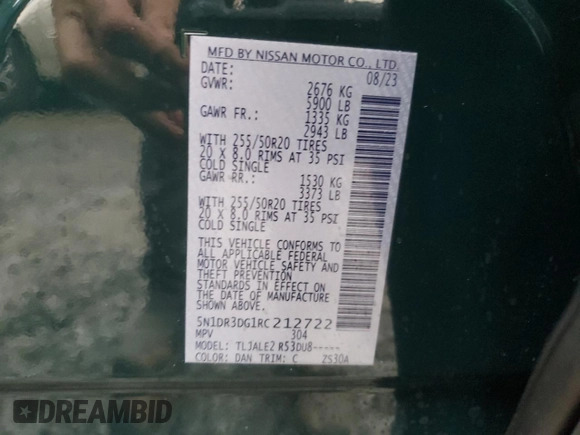 MFD BY NISSAN MOTOR CO., LTD.
DATE: 08/23
GVWR: 2676 KG
5900 LB
GAWR FR.: 1335 KG
2943 LB
WITH 255/50R20 TIRES
20 X 8.0 RIMS AT 35 PSI
COLD SINGLE
GAWR RR.: 1530 KG
3373 LB
WITH 255/50R20 TIRES
20 X 8.0 RIMS AT 35 PSI
COLD SINGLE
THIS VEHICLE CONFORMS TO
ALL APPLICABLE FEDERAL
MOTOR VEHICLE SAFETY AND
THEFT PREVENTION
STANDARDS IN EFFECT ON
THE DATE OF MANUFACTURE
SHOWN ABOVE.
5N1DR3DG1RC212722
MPV 304
MODEL: TLJALE2 R53DU8-----
COLOR: DAN TRIM: C 2S30A
DREAMBID